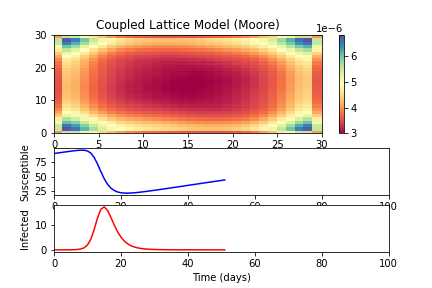 Coupled Lattice Model (Moore)
1e−6
30
20
10
0
0 5 10 15 20 25 30
6
5
4
3
Susceptible
75
50
25
0 20 40 60 80 100
Infected
10
0
0 20 40 60 80 100
Time (days)